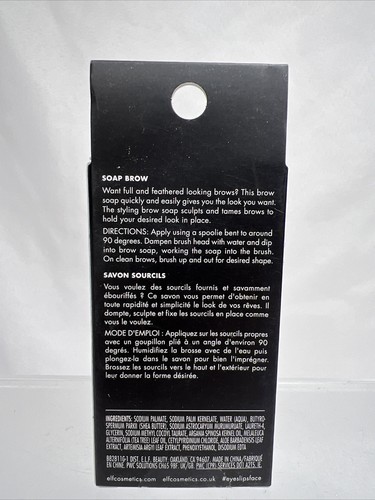 SOAP BROW
Want full and feathered looking brows? This brow
soap quickly and easily gives you the look you want.
The styling brow soap sculpts and tames brows to
hold your desired look in place.
DIRECTIONS: Apply using a spoolie bent to around
90 degrees. Dampen brush head with water and dip
into brow soap, working the soap into the brush.
On clean brows, brush up and out for desired shape.
SAVON SOURCILS
Vous voulez des sourcils fournis et savamment
ébouriffés ? Ce savon vous permet d'obtenir en
toute rapidité et simplicité le look de vos rêves. Il
dompte, sculpte et fixe les sourcils en place comme
vous le voulez.
MODE D'EMPLOI : Appliquez sur les sourcils propres
avec un goupillon plié à un angle d'environ 90
degrés. Humidifiez la brosse avec de l'eau puis
plongez-la dans le savon pour bien l'imprégner.
Brossez les sourcils vers le haut et l'extérieur pour
leur donner la forme désirée.
INGREDIENTS: SODIUM PALMATE, SODIUM PALM KERNELATE, WATER (AQUA), BUTYRO-
SPERMUM PARKII (SHEA BUTTER), SODIUM ASTROCARYUM MURUMURUATE, LAURETH-4,
GLYCERIN, SODIUM METHYL COCOYL TAURATE, ARGANIA SPINOSA KERNEL OIL, MELALEUCA
ALTERNIFOLIA (TEA TREE) LEAF OIL, CETYLPYRIDINIUM CHLORIDE, ALOE BARBADENSIS LEAF
EXTRACT, ARTEMISIA ARGYI LEAF EXTRACT, PHENOXYETHANOL, DISODIUM EDTA
DIST. E.L.F. BEAUTY, OAKLAND, CA 94607. MADE IN CHINA/FABRIQUÉ
EN CHINE. PWC SOLUTIONS CH65 9BF, UK/GB. PWC (CPR) SERVICES D01 A215, IE.
elfcosmetics.com elfcosmetics.co.uk #eyeslipsface